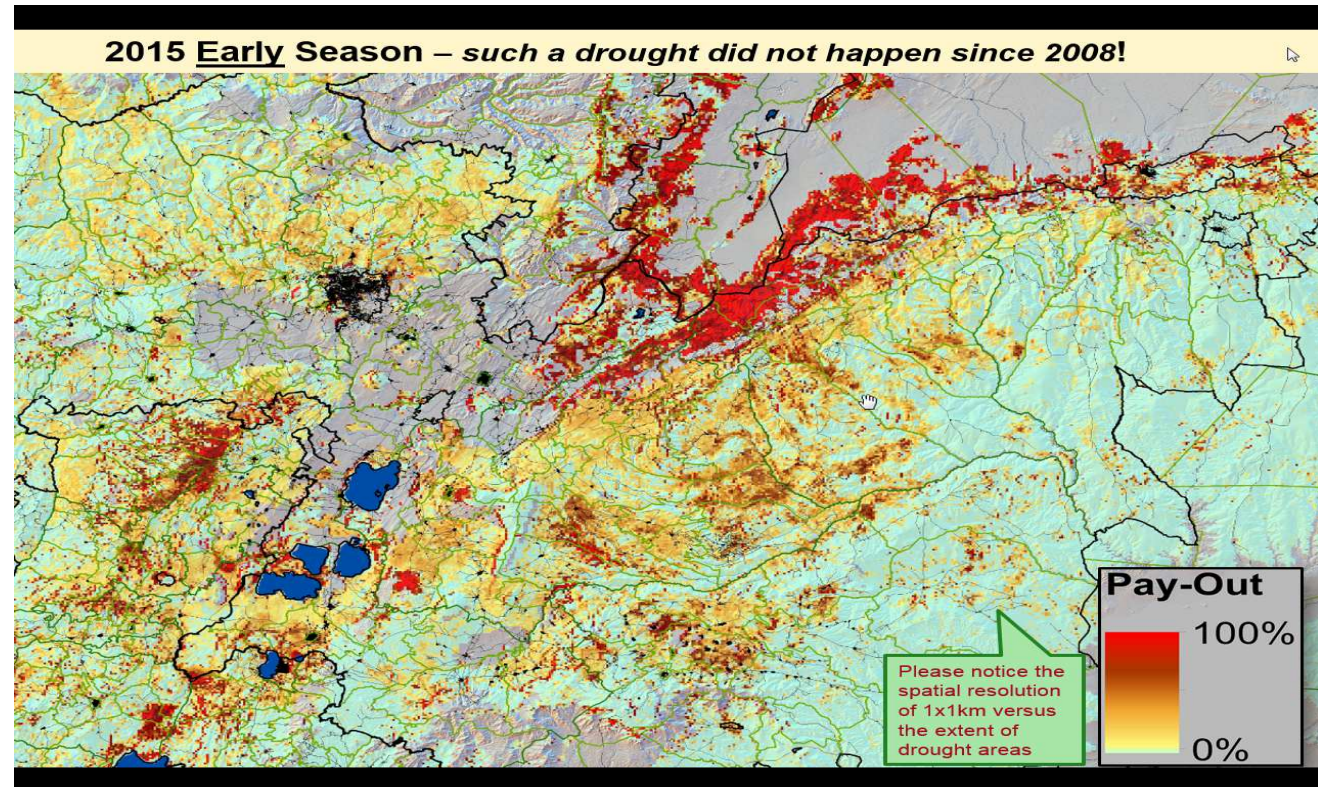 2015 Early Season – such a drought did not happen since 2008!
Pay-Out
100%
0%
Please notice the
spatial resolution
of 1x1km versus
the extent of
drought areas